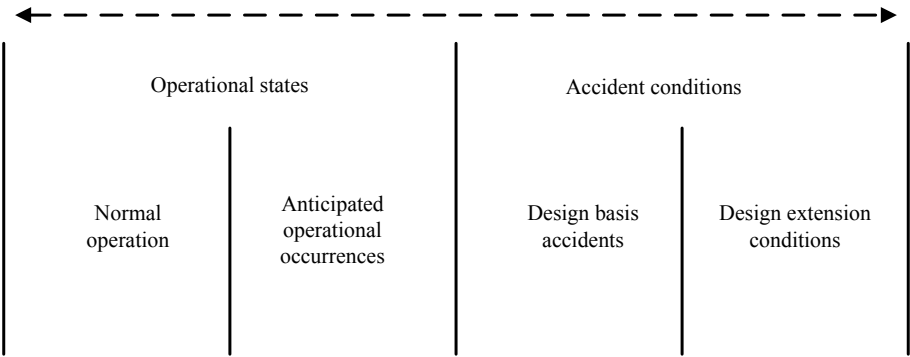 Operational states
Accident conditions
Normal
operation
Anticipated
operational
occurrences
Design basis
accidents
Design extension
conditions